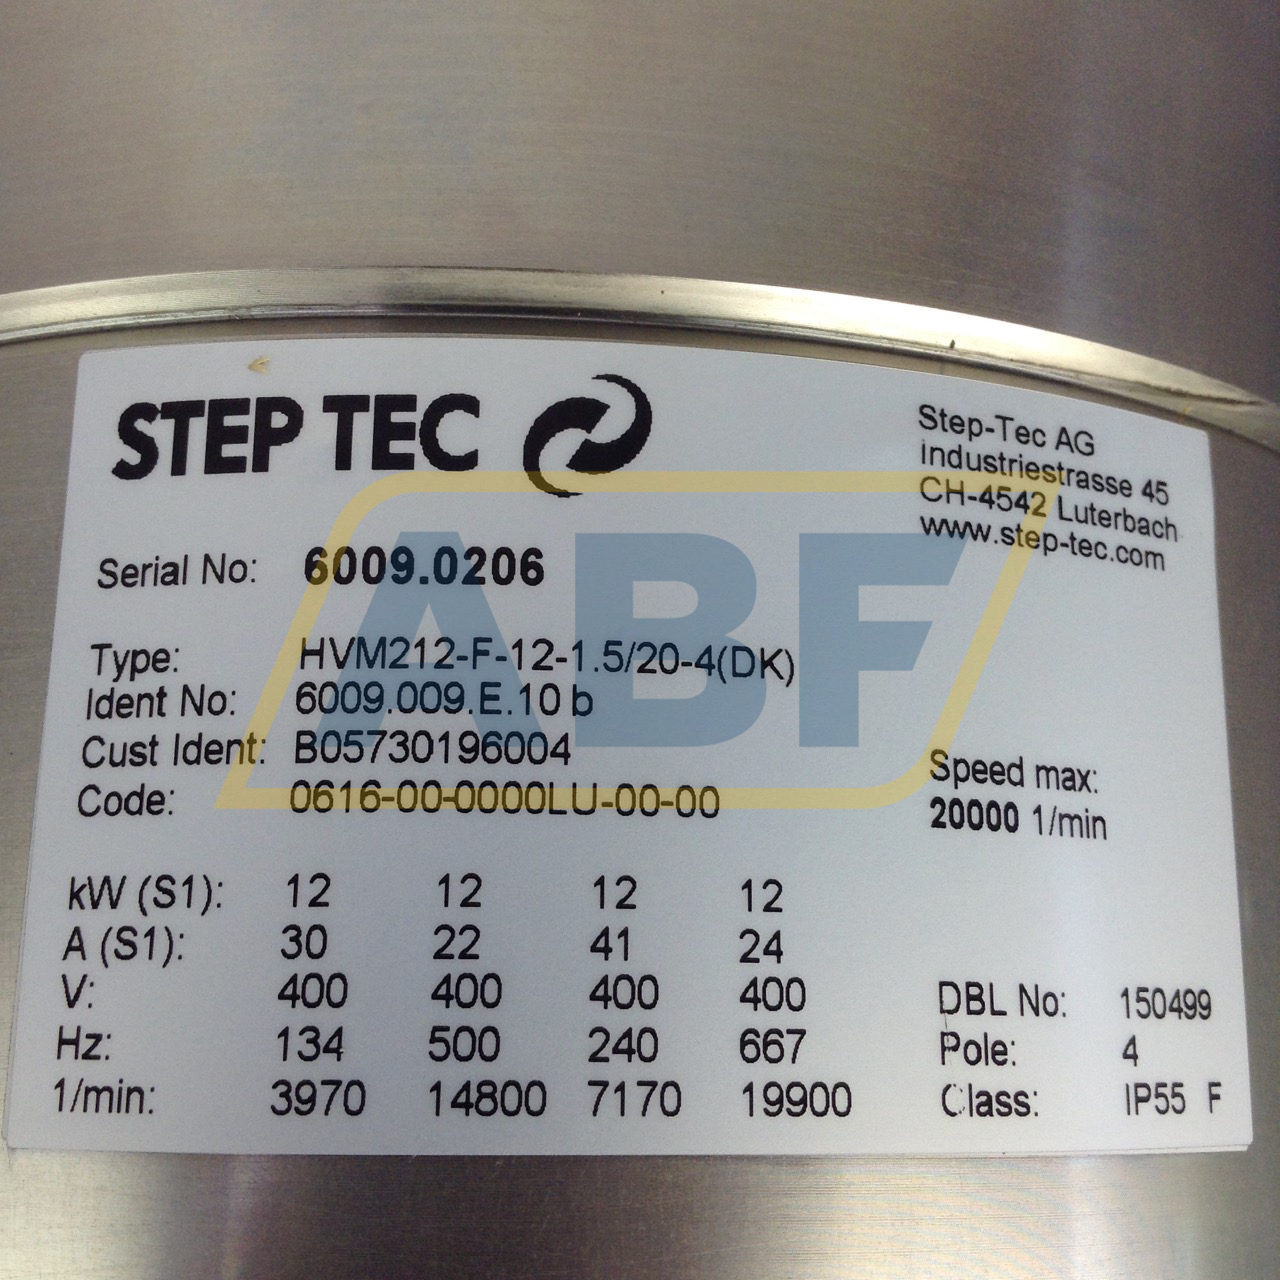 STEP TEC
Step-Tec AG
Industriestrasse 45
CH-4542 Luterbach
www.step-tec.com
Serial No: 6009.0206
Type: HVM212-F-12-1.5/20-4(DK)
Ident No: 6009.009.E.10 b
Cust Ident: B05730196004
Code: 0616-00-0000LU-00-00
Speed max:
20000 1/min
kW (S1): 12 12 12 12
A (S1): 30 22 41 24
V: 400 400 400 400
Hz: 134 500 240 667
1/min: 3970 14800 7170 19900
DBL No: 150499
Pole: 4
Class: IP55 F
ABF